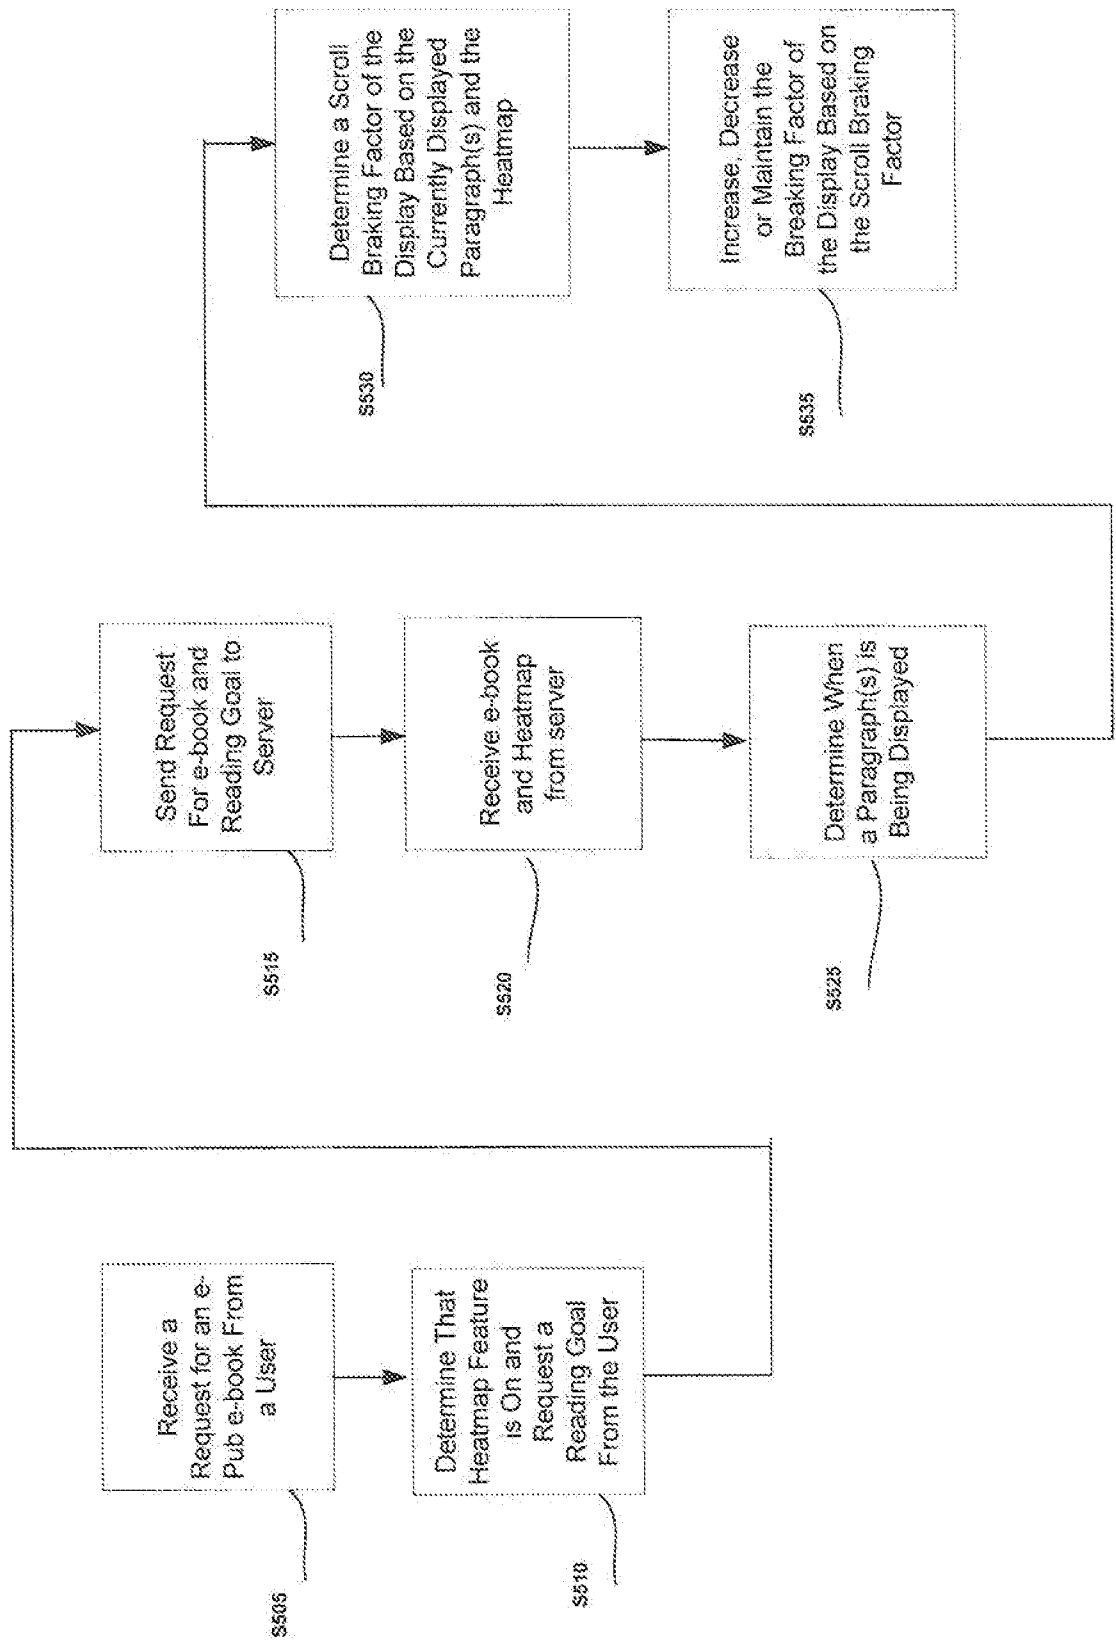 Receive a
Request for an e-
Pub e-book From
a User
S505
Determine That
Heatmap Feature
is On and
Request a
Reading Goal
From the User
S510
Send Request
For e-book and
Reading Goal to
Server
S515
Receive e-book
and Heatmap
from server
S520
Determine When
a Paragraph(s) is
Being Displayed
S525
Determine a Scroll
Braking Factor of the
Display Based on the
Currently Displayed
Paragraph(s) and the
Heatmap
S530
Increase, Decrease
or Maintain the
Breaking Factor of
the Display Based on
the Scroll Braking
Factor
S535